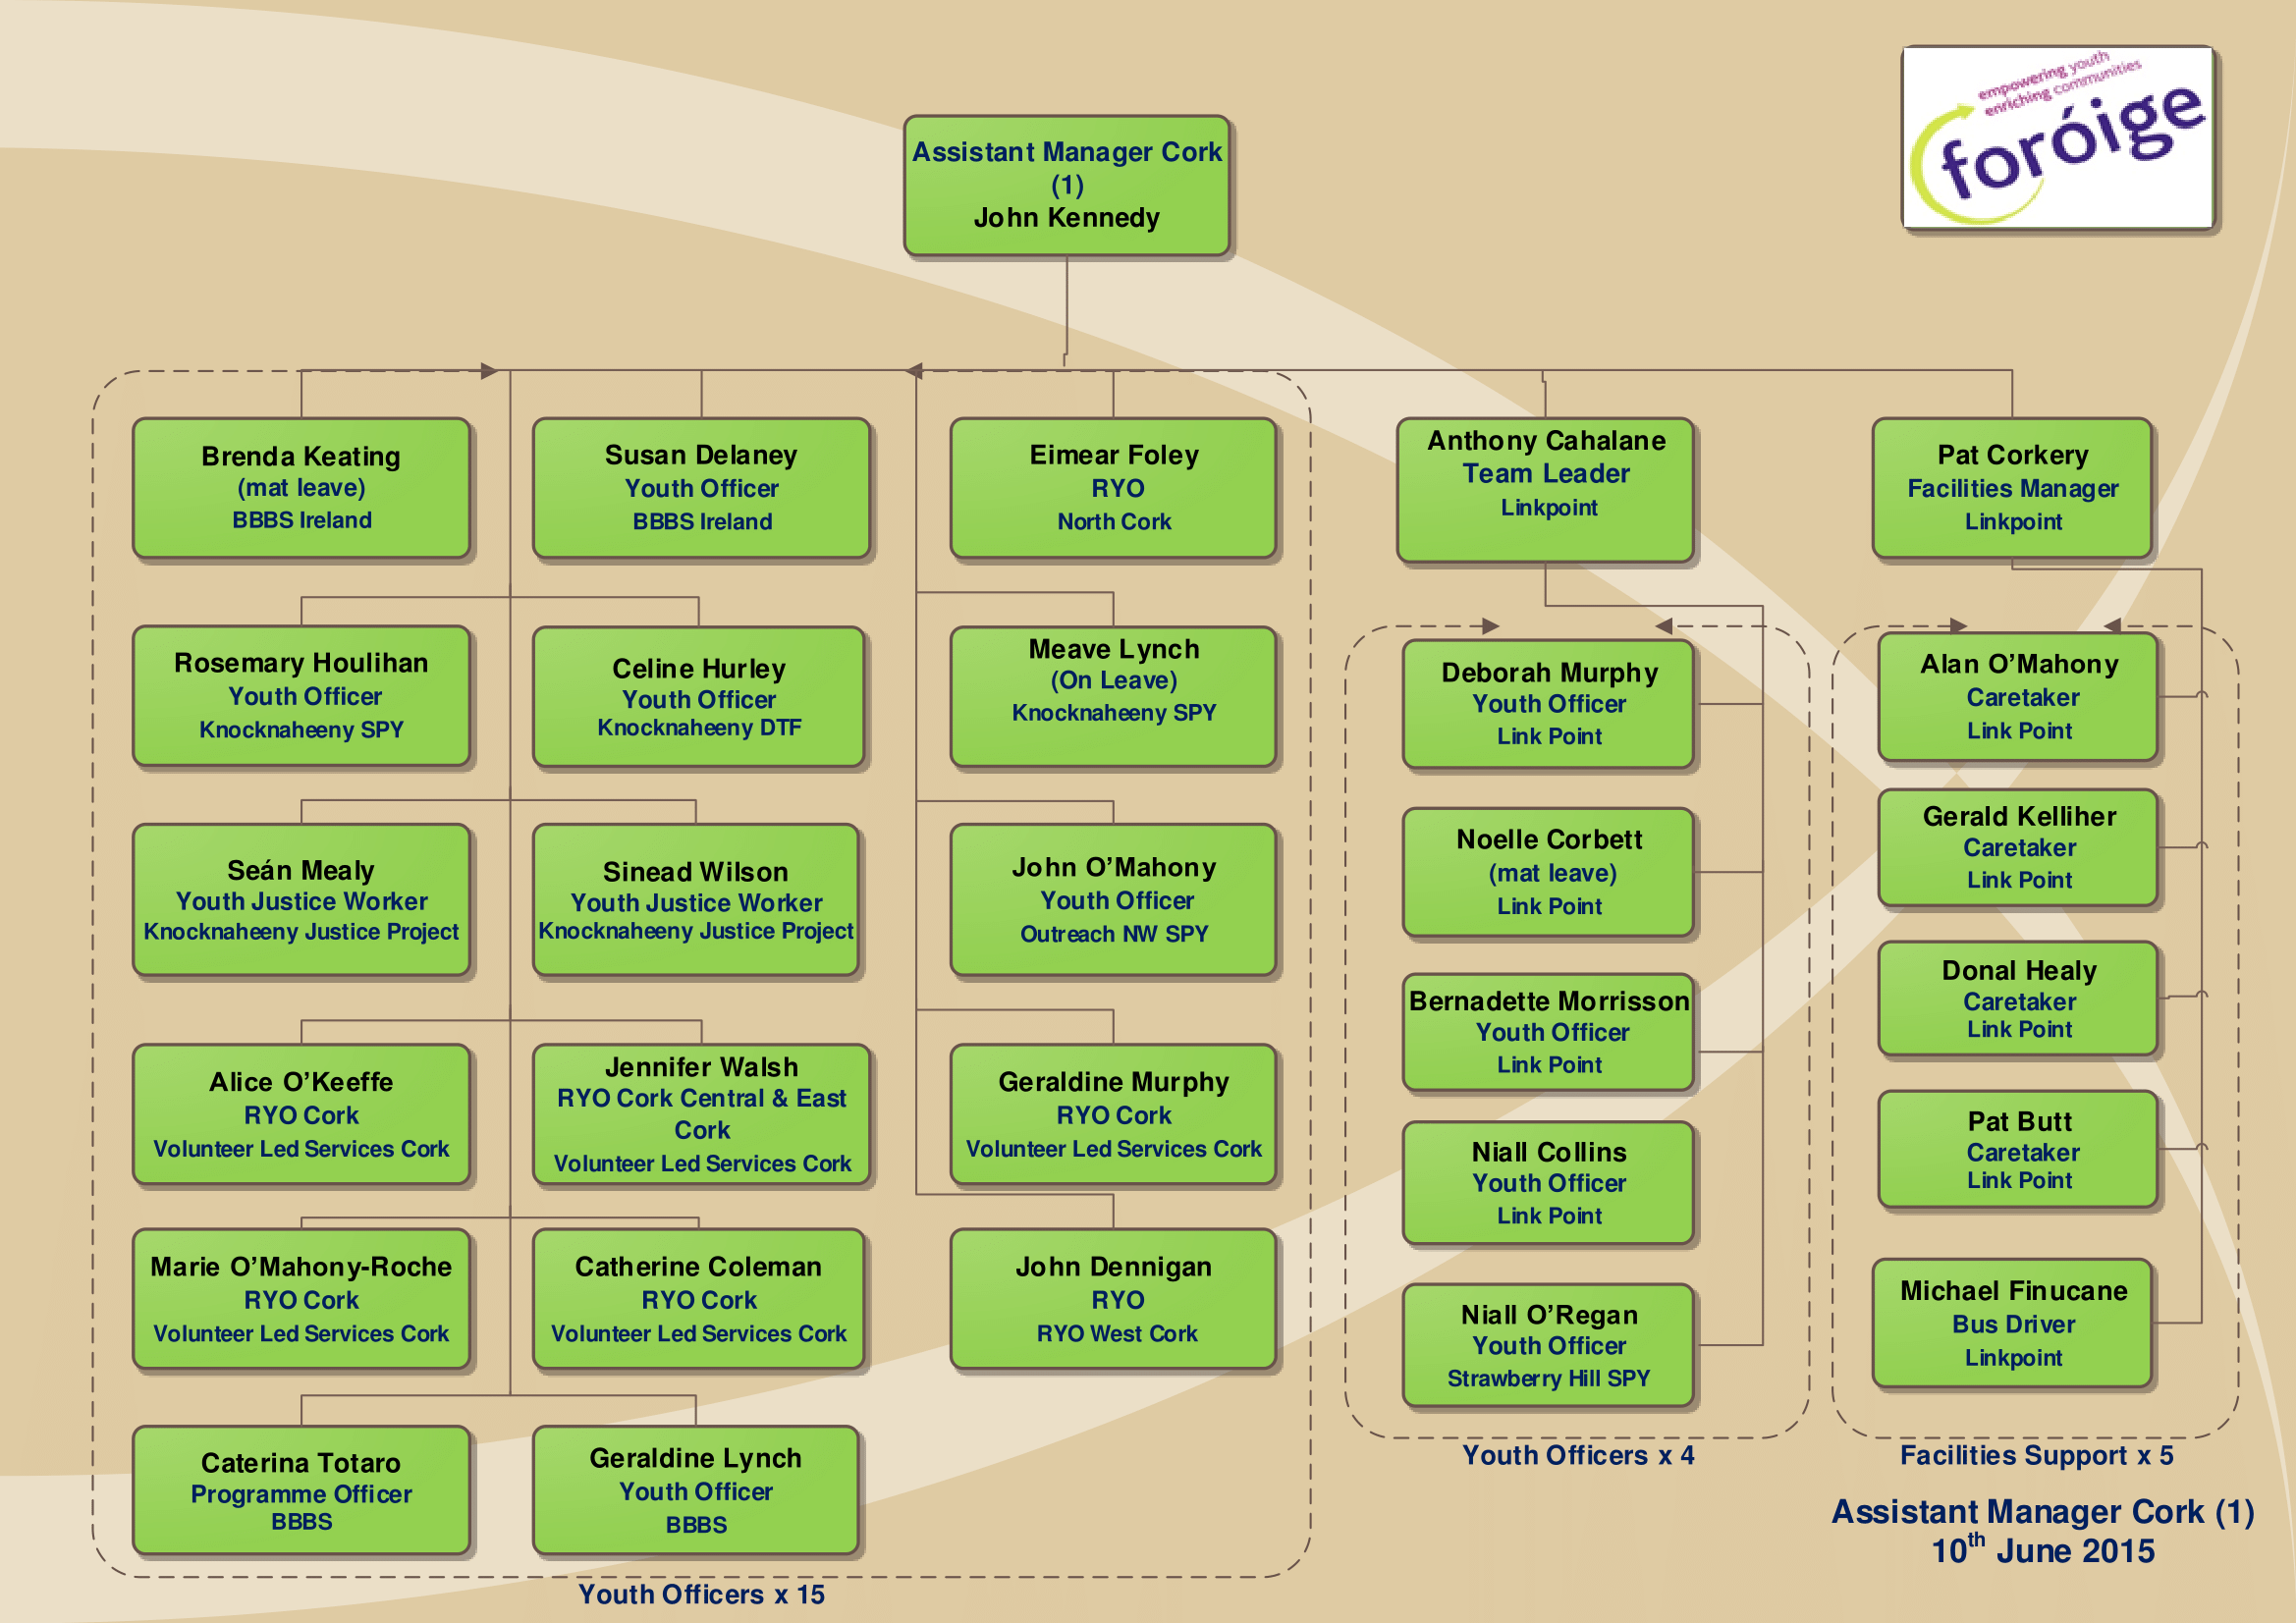 empowering youth
enriching communities
foróige
Assistant Manager Cork
(1)
John Kennedy
Brenda Keating
(mat leave)
BBBS Ireland
Susan Delaney
Youth Officer
BBBS Ireland
Eimear Foley
RYO
North Cork
Anthony Cahalane
Team Leader
Linkpoint
Pat Corkery
Facilities Manager
Linkpoint
Rosemary Houlihan
Youth Officer
Knocknaheeny SPY
Celine Hurley
Youth Officer
Knocknaheeny DTF
Meave Lynch
(On Leave)
Knocknaheeny SPY
Seán Mealy
Youth Justice Worker
Knocknaheeny Justice Project
Sinead Wilson
Youth Justice Worker
Knocknaheeny Justice Project
John O’Mahony
Youth Officer
Outreach NW SPY
Alice O’Keeffe
RYO Cork
Volunteer Led Services Cork
Jennifer Walsh
RYO Cork Central & East
Cork
Volunteer Led Services Cork
Geraldine Murphy
RYO Cork
Volunteer Led Services Cork
Marie O’Mahony-Roche
RYO Cork
Volunteer Led Services Cork
Catherine Coleman
RYO Cork
Volunteer Led Services Cork
John Dennigan
RYO
RYO West Cork
Caterina Totaro
Programme Officer
BBBS
Geraldine Lynch
Youth Officer
BBBS
Youth Officers x 15
Deborah Murphy
Youth Officer
Link Point
Noelle Corbett
(mat leave)
Link Point
Bernadette Morrisson
Youth Officer
Link Point
Niall Collins
Youth Officer
Link Point
Niall O’Regan
Youth Officer
Strawberry Hill SPY
Youth Officers x 4
Alan O’Mahony
Caretaker
Link Point
Gerald Kelliher
Caretaker
Link Point
Donal Healy
Caretaker
Link Point
Pat Butt
Caretaker
Link Point
Michael Finucane
Bus Driver
Linkpoint
Facilities Support x 5
Assistant Manager Cork (1)
10th June 2015